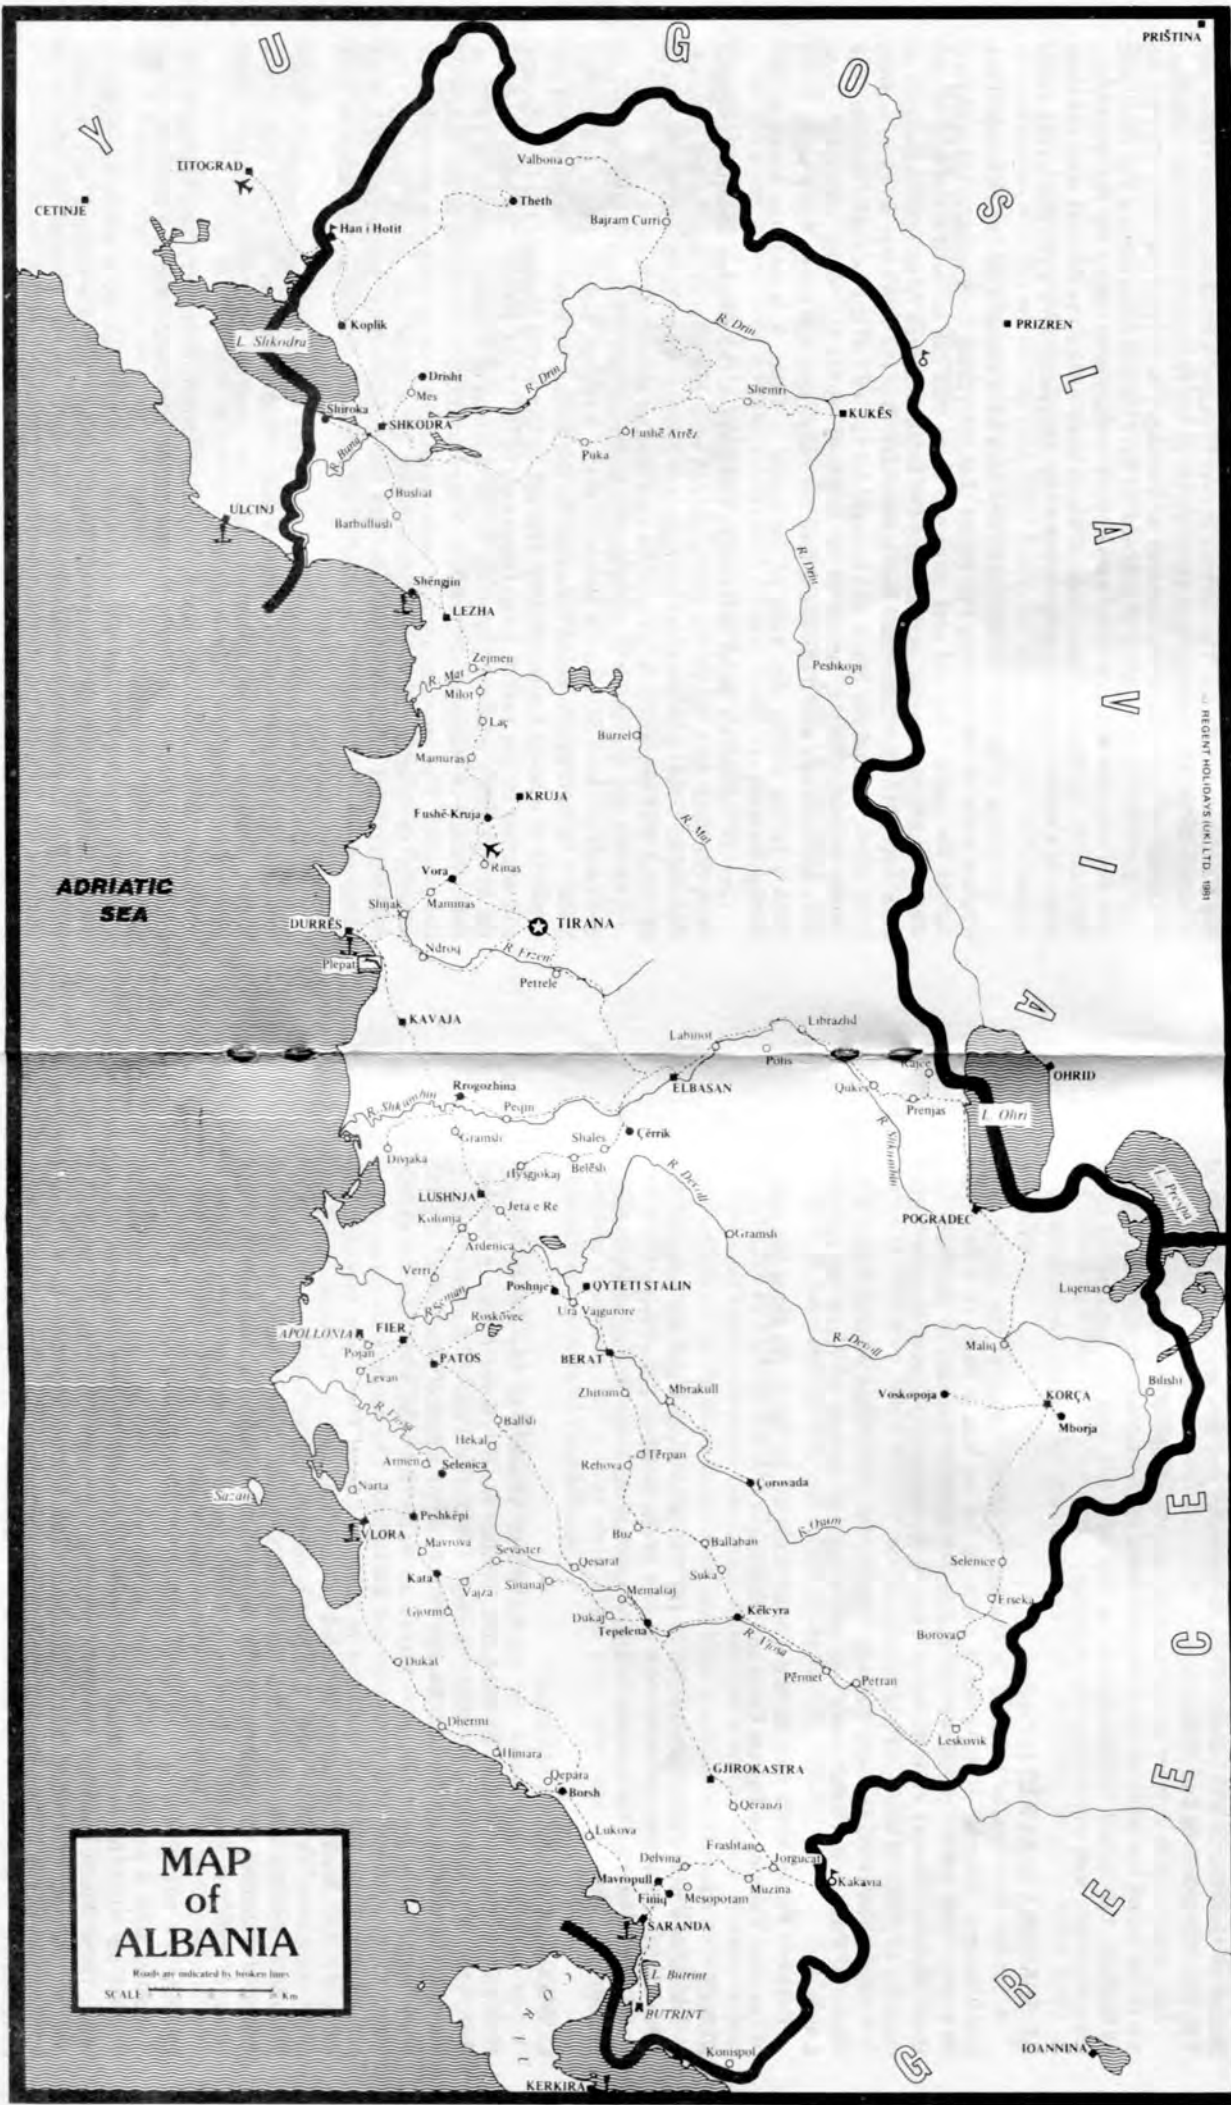 PRIŠTINA
Y U G O S L A V I A
TITOGRAD
CETINJE
Valbona
Theth
Bajram Curri
Han i Hotit
Koplik
L. Shkodra
R. Drin
PRIZREN
Drisht
Mes
R. Drin
Shemri
KUKËS
Shiroka
SHKODRA
Fushë Arrëz
Puka
R. Buna
Bushat
ULCINJ
Barbullush
R. Drin
Shëngjin
LEZHA
Zejmen
Peshkopi
R. Mat
Milot
REGENT HOLIDAYS (UK) LTD. 1981
Laç
Burrel
Mamuras
KRUJA
Fushë-Kruja
R. Mat
Rinas
Vora
ADRIATIC
SEA
Maminas
Shijak
DURRËS
TIRANA
Ndroq
R. Erzeni
Plepat
Petrele
KAVAJA
Librazhd
Labinot
Polis
OHRID
ELBASAN
Qukës
Rrogozhina
Prenjas
L. Ohri
R. Shkumbin
Peqin
Gramsh
Çërrik
Shales
R. Shkumbin
Divjaka
Belësh
Hysgjokaj
R. Devoll
L. Prespa
LUSHNJA
Jeta e Re
POGRADEC
Kolonja
Gramsh
Ardenica
Verri
Poshnje
QYTETI STALIN
Liqenas
R. Seman
Ura Vajgurore
Roskovec
APOLLONIA
FIER
R. Devoll
Pojan
Maliq
PATOS
BERAT
Levan
Zhitom
Mbrakull
Voskopoja
KORÇA
Bilisht
Mborja
Ballsh
Hekal
Tërpan
Armen
Selenica
Rehova
Narta
Çorovada
Sazan
Peshkëpi
VLORA
Buz
R. Osum
Mavrova
Ballaban
Sevaster
Qesarat
Selenice
Kata
Suka
Vajza
Sinanaj
Memaliaj
Erseka
Gjorm
Dukaj
Këlcyra
Tepelena
Borova
R. Vjosa
Dukat
Përmet
Petran
Dhermi
Leskovik
Himara
GJIROKASTRA
Qepara
Borsh
Qeranzi
Lukova
Frashtan
Delvina
Jorgucat
Mavropull
Muzina
Kakavia
Finiq
Mesopotam
SARANDA
MAP
of
ALBANIA
Roads are indicated by broken lines
SCALE
Km
L. Butrint
BUTRINT
G R E E C E
Konispol
IOANNINA
KERKIRA